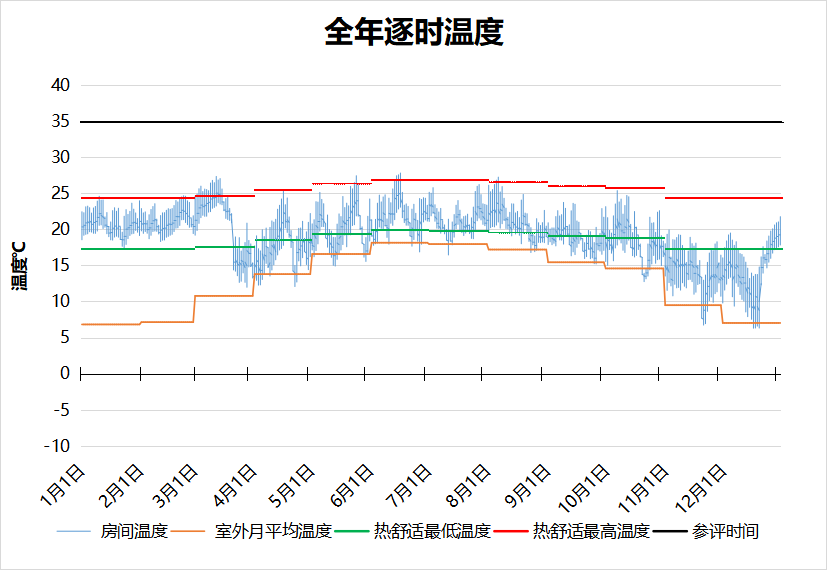 全年逐时温度
温度℃
40
35
30
25
20
15
10
5
0
-5
-10
1月1日
2月1日
3月1日
4月1日
5月1日
6月1日
7月1日
8月1日
9月1日
10月1日
11月1日
12月1日
房间温度 室外月平均温度 热舒适最低温度 热舒适最高温度 参评时间